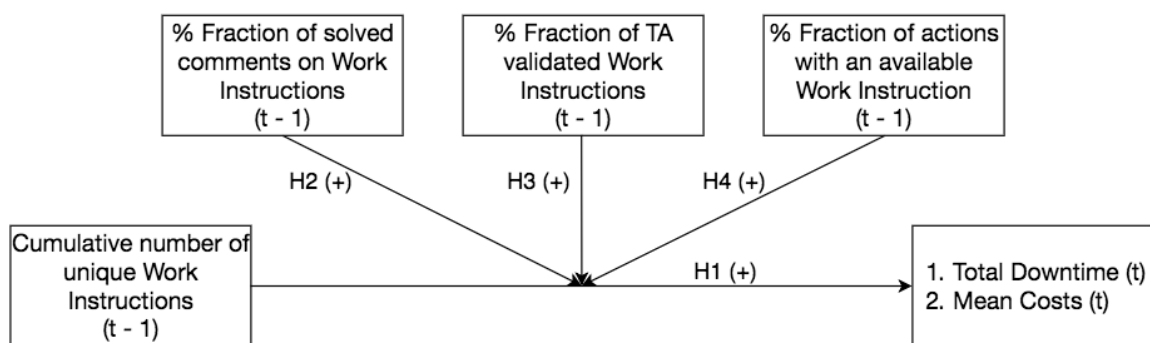 % Fraction of solved
comments on Work
Instructions
(t - 1)
% Fraction of TA
validated Work
Instructions
(t - 1)
% Fraction of actions
with an available
Work Instruction
(t - 1)
H2 (+)
H3 (+)
H4 (+)
Cumulative number of
unique Work
Instructions
(t - 1)
H1 (+)
1. Total Downtime (t)
2. Mean Costs (t)